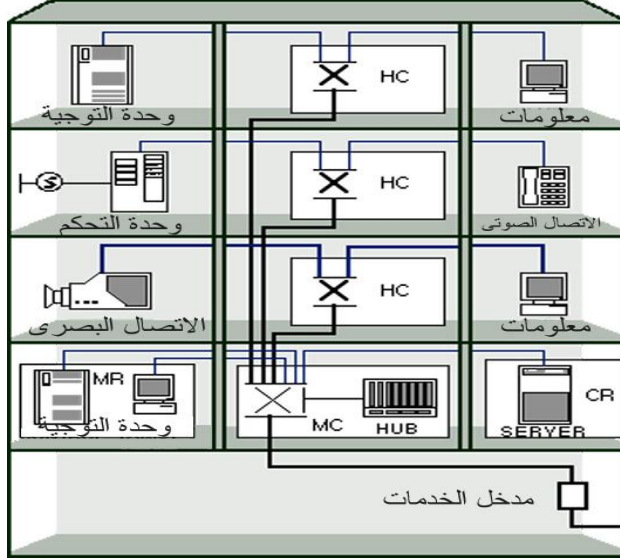 وحدة التوجية
HC
معلومات
وحدة التحكم
HC
الاتصال الصوتى
الاتصال البصرى
HC
معلومات
MR
وحدة التوجية
MC
HUB
CR
SERYER
مدخل الخدمات